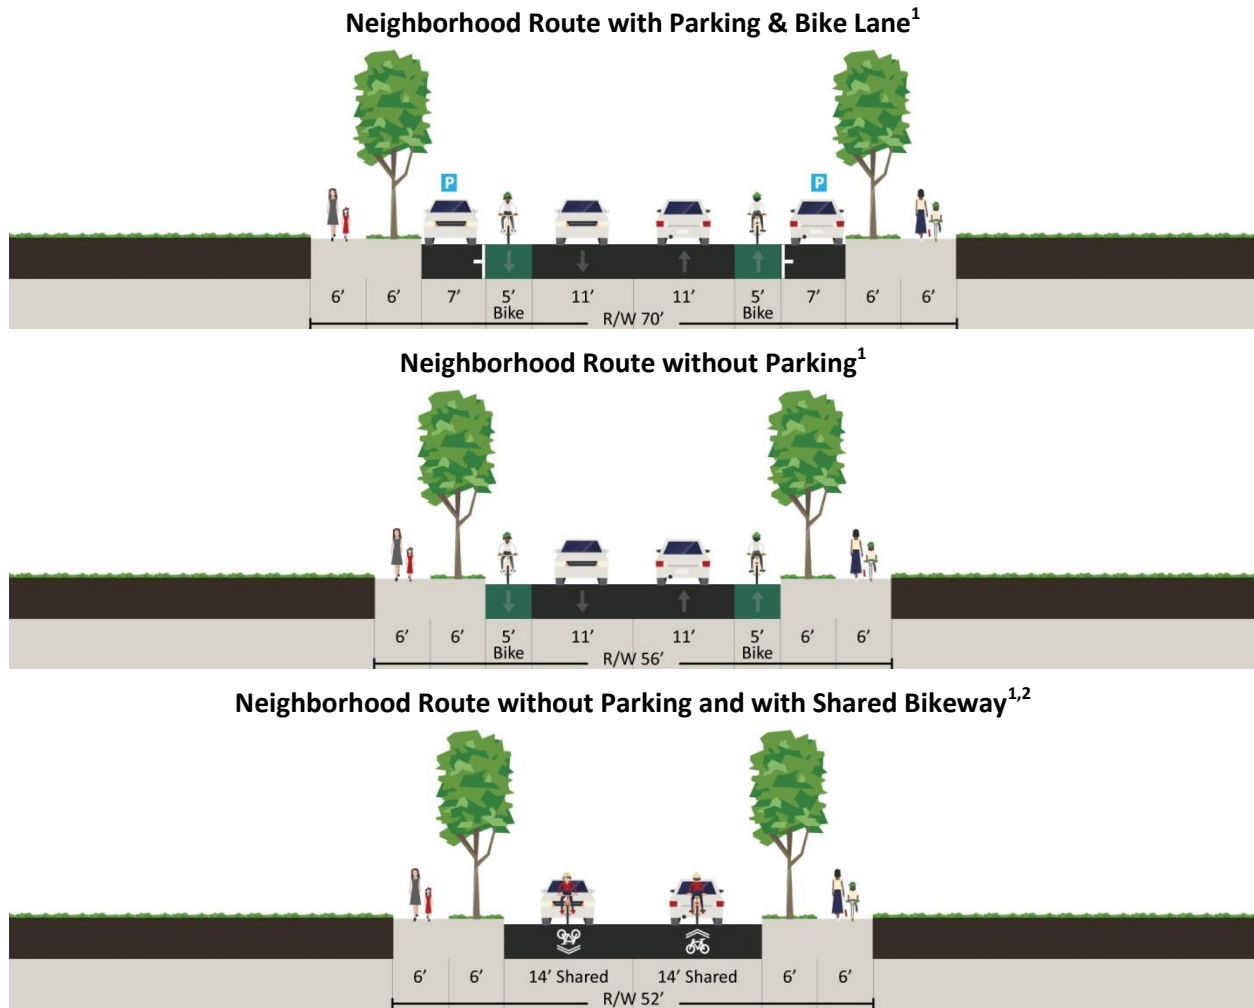 Neighborhood Route with Parking & Bike Lane¹
P P
6’ 6’ 7’ 5’ 11’ 11’ 5’ 7’ 6’ 6’
Bike Bike
R/W 70’
Neighborhood Route without Parking¹
6’ 6’ 5’ 11’ 11’ 5’ 6’ 6’
Bike Bike
R/W 56’
Neighborhood Route without Parking and with Shared Bikeway¹,²
6’ 6’ 14’ Shared 14’ Shared 6’ 6’
R/W 52’